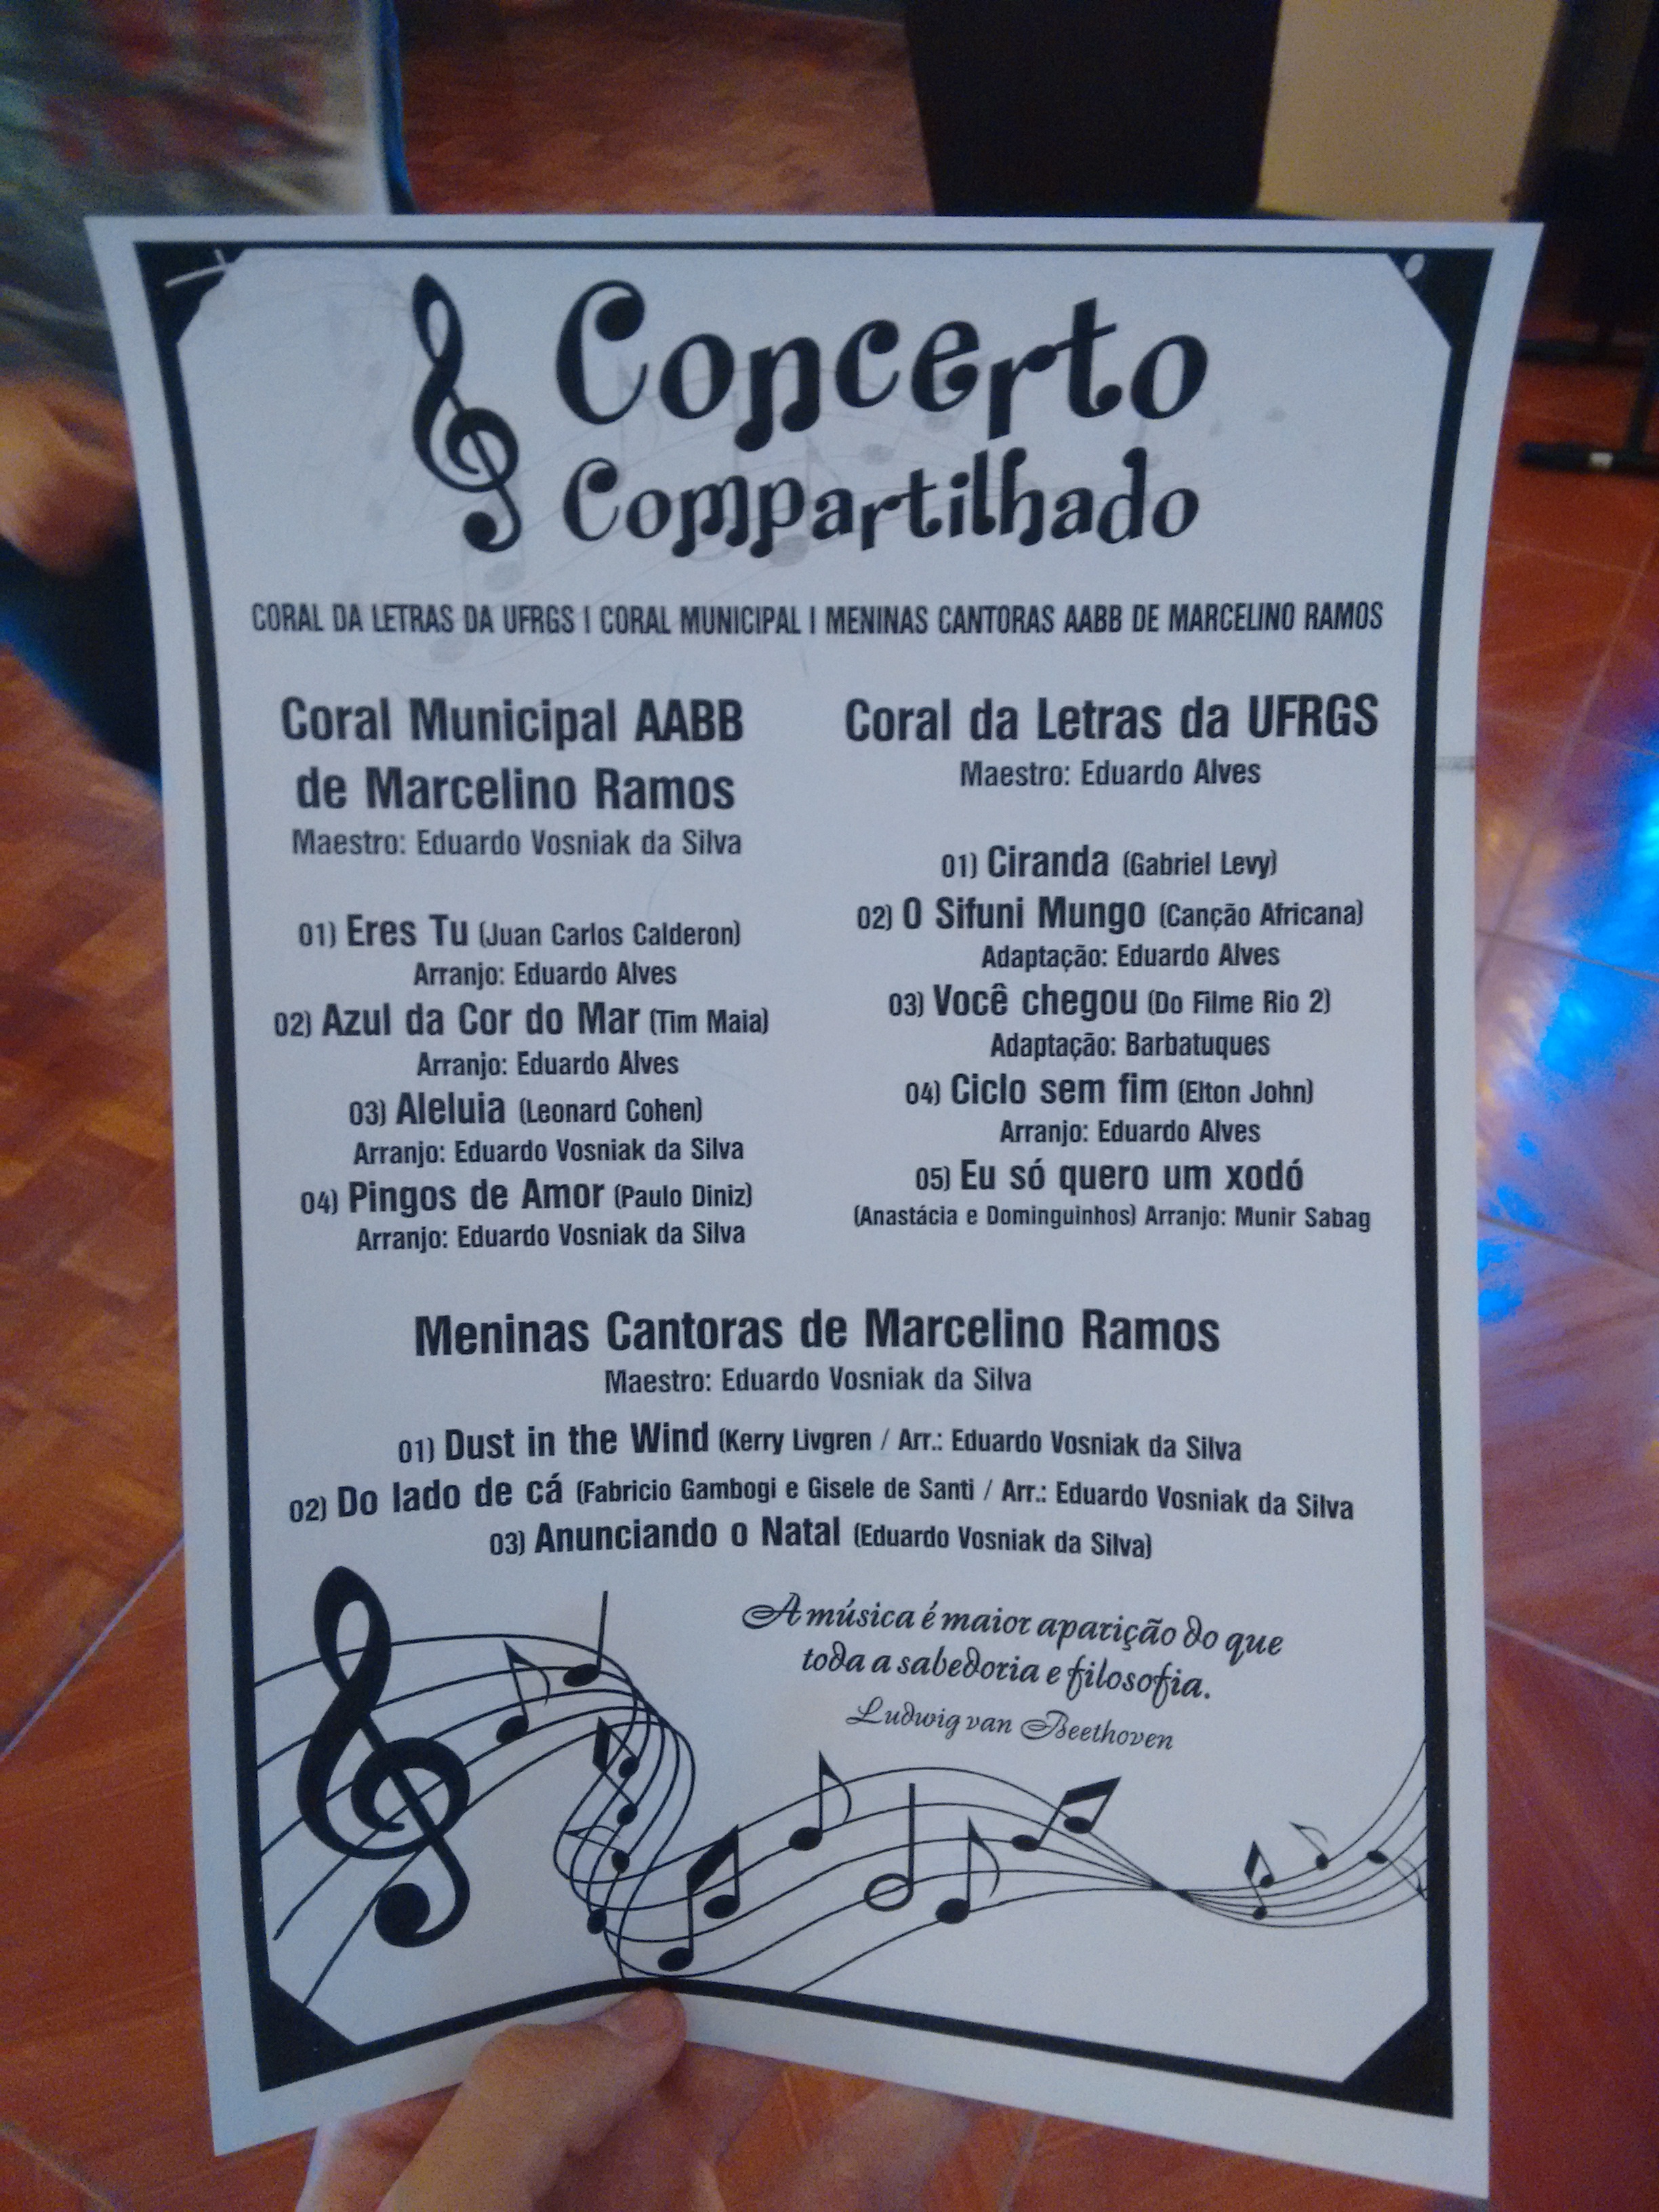 Concerto
Compartilhado
CORAL DA LETRAS DA UFRGS | CORAL MUNICIPAL | MENINAS CANTORAS AABB DE MARCELINO RAMOS
Coral Municipal AABB
de Marcelino Ramos
Maestro: Eduardo Vosniak da Silva
01) Eres Tu (Juan Carlos Calderon)
Arranjo: Eduardo Alves
02) Azul da Cor do Mar (Tim Maia)
Arranjo: Eduardo Alves
03) Aleluia (Leonard Cohen)
Arranjo: Eduardo Vosniak da Silva
04) Pingos de Amor (Paulo Diniz)
Arranjo: Eduardo Vosniak da Silva
Coral da Letras da UFRGS
Maestro: Eduardo Alves
01) Ciranda (Gabriel Levy)
02) O Sifuni Mungo (Canção Africana)
Adaptação: Eduardo Alves
03) Você chegou (Do Filme Rio 2)
Adaptação: Barbatuques
04) Ciclo sem fim (Elton John)
Arranjo: Eduardo Alves
05) Eu só quero um xodó
(Anastácia e Dominguinhos) Arranjo: Munir Sabag
Meninas Cantoras de Marcelino Ramos
Maestro: Eduardo Vosniak da Silva
01) Dust in the Wind (Kerry Livgren / Arr.: Eduardo Vosniak da Silva
02) Do lado de cá (Fabricio Gambogi e Gisele de Santi / Arr.: Eduardo Vosniak da Silva
03) Anunciando o Natal (Eduardo Vosniak da Silva)
A música é maior aparição do que
toda a sabedoria e filosofia.
Ludwig van Beethoven